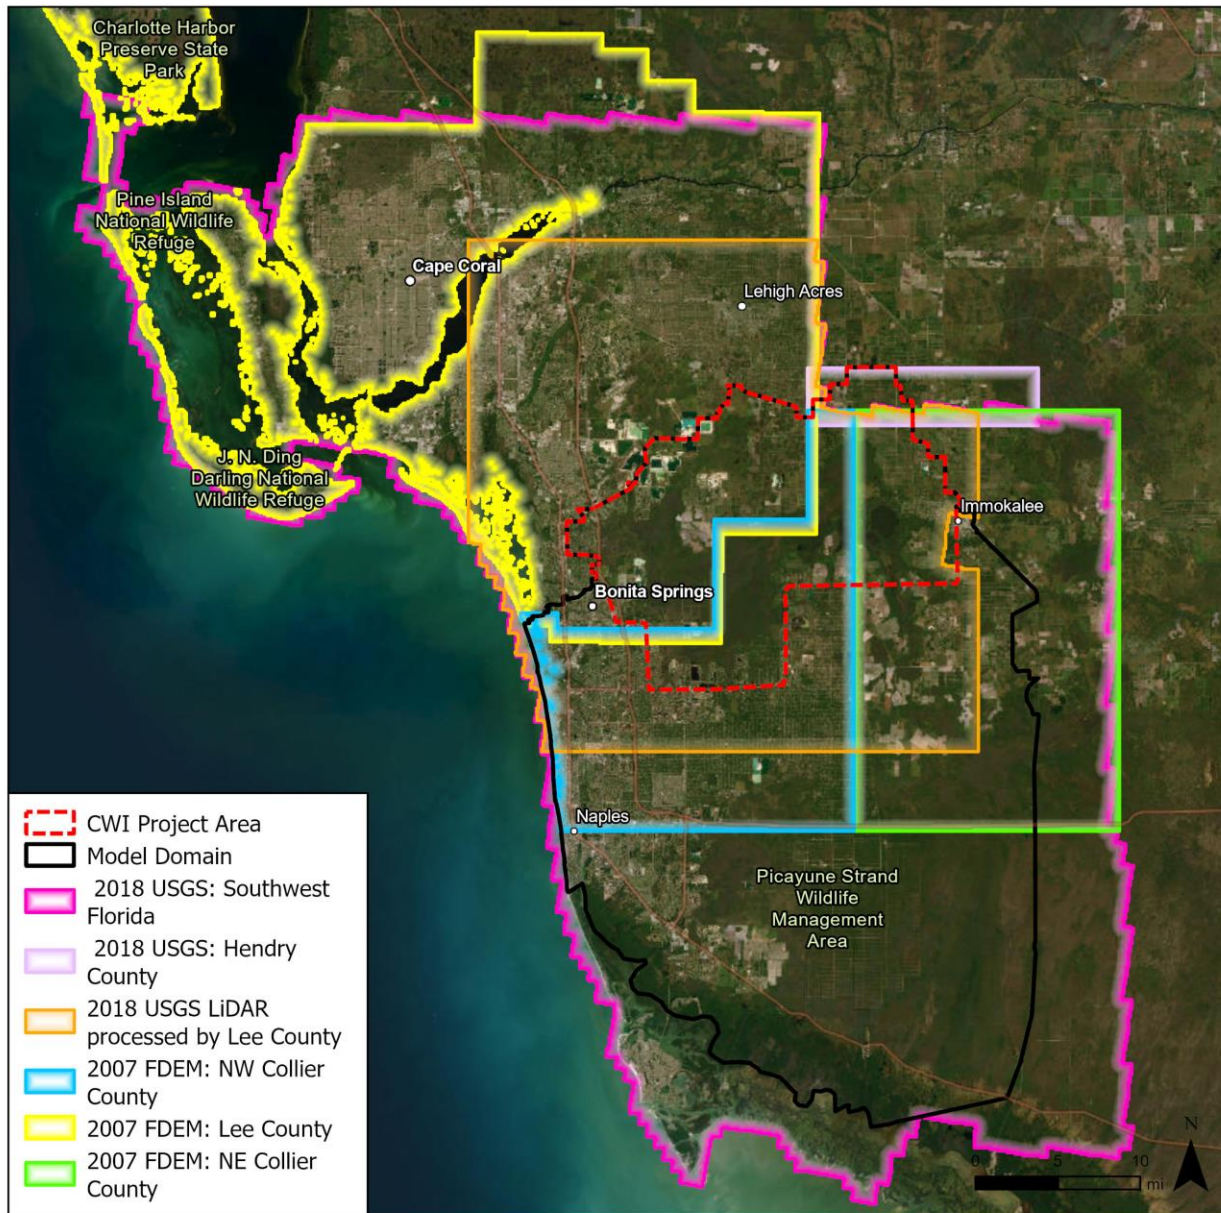 Charlotte Harbor
Preserve State
Park
Pine Island
National Wildlife
Refuge
Cape Coral
Lehigh Acres
J. N. Ding
Darling National
Wildlife Refuge
Immokalee
Bonita Springs
Naples
Picayune Strand
Wildlife
Management
Area
CWI Project Area
Model Domain
2018 USGS: Southwest
Florida
2018 USGS: Hendry
County
2018 USGS LiDAR
processed by Lee County
2007 FDEM: NW Collier
County
2007 FDEM: Lee County
2007 FDEM: NE Collier
County
N
0 5 10
mi